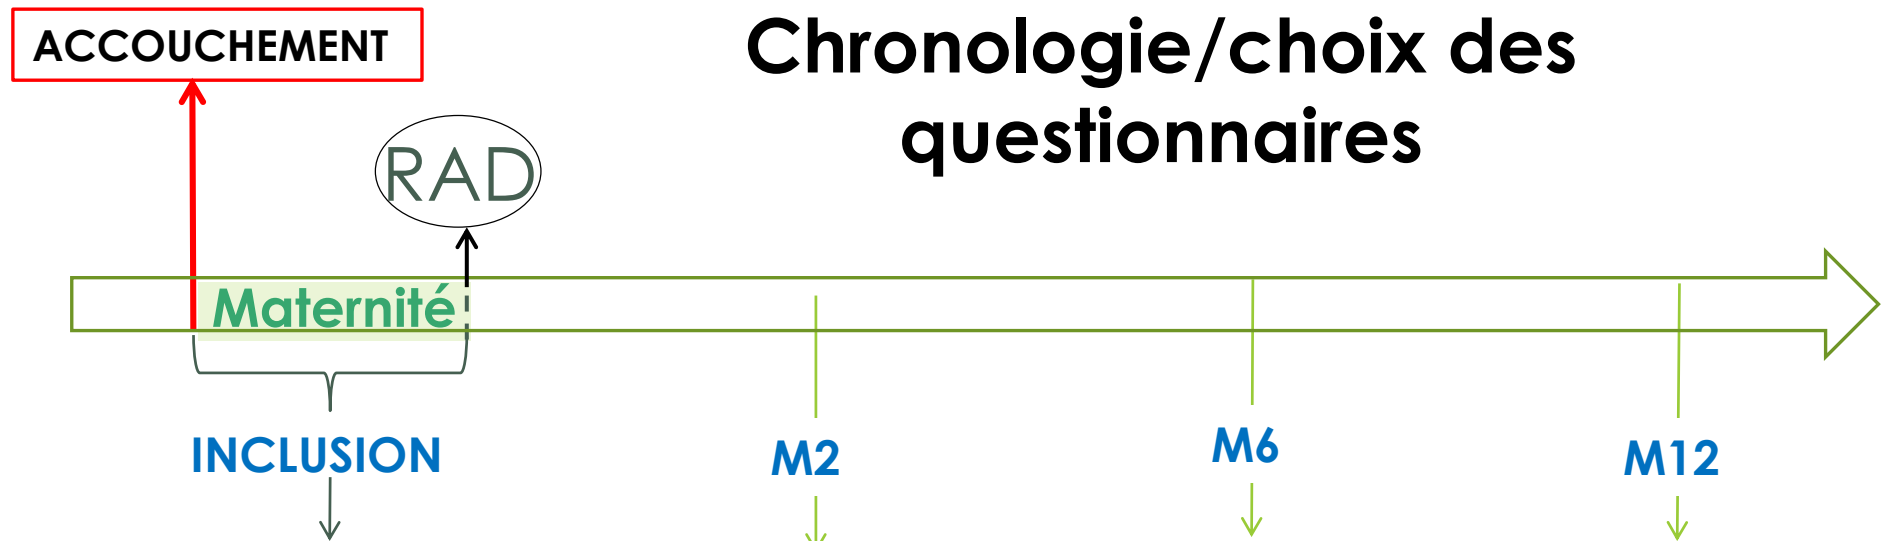 ACCOUCHEMENT
Chronologie/choix des
questionnaires
RAD
Maternité
INCLUSION
M2
M6
M12